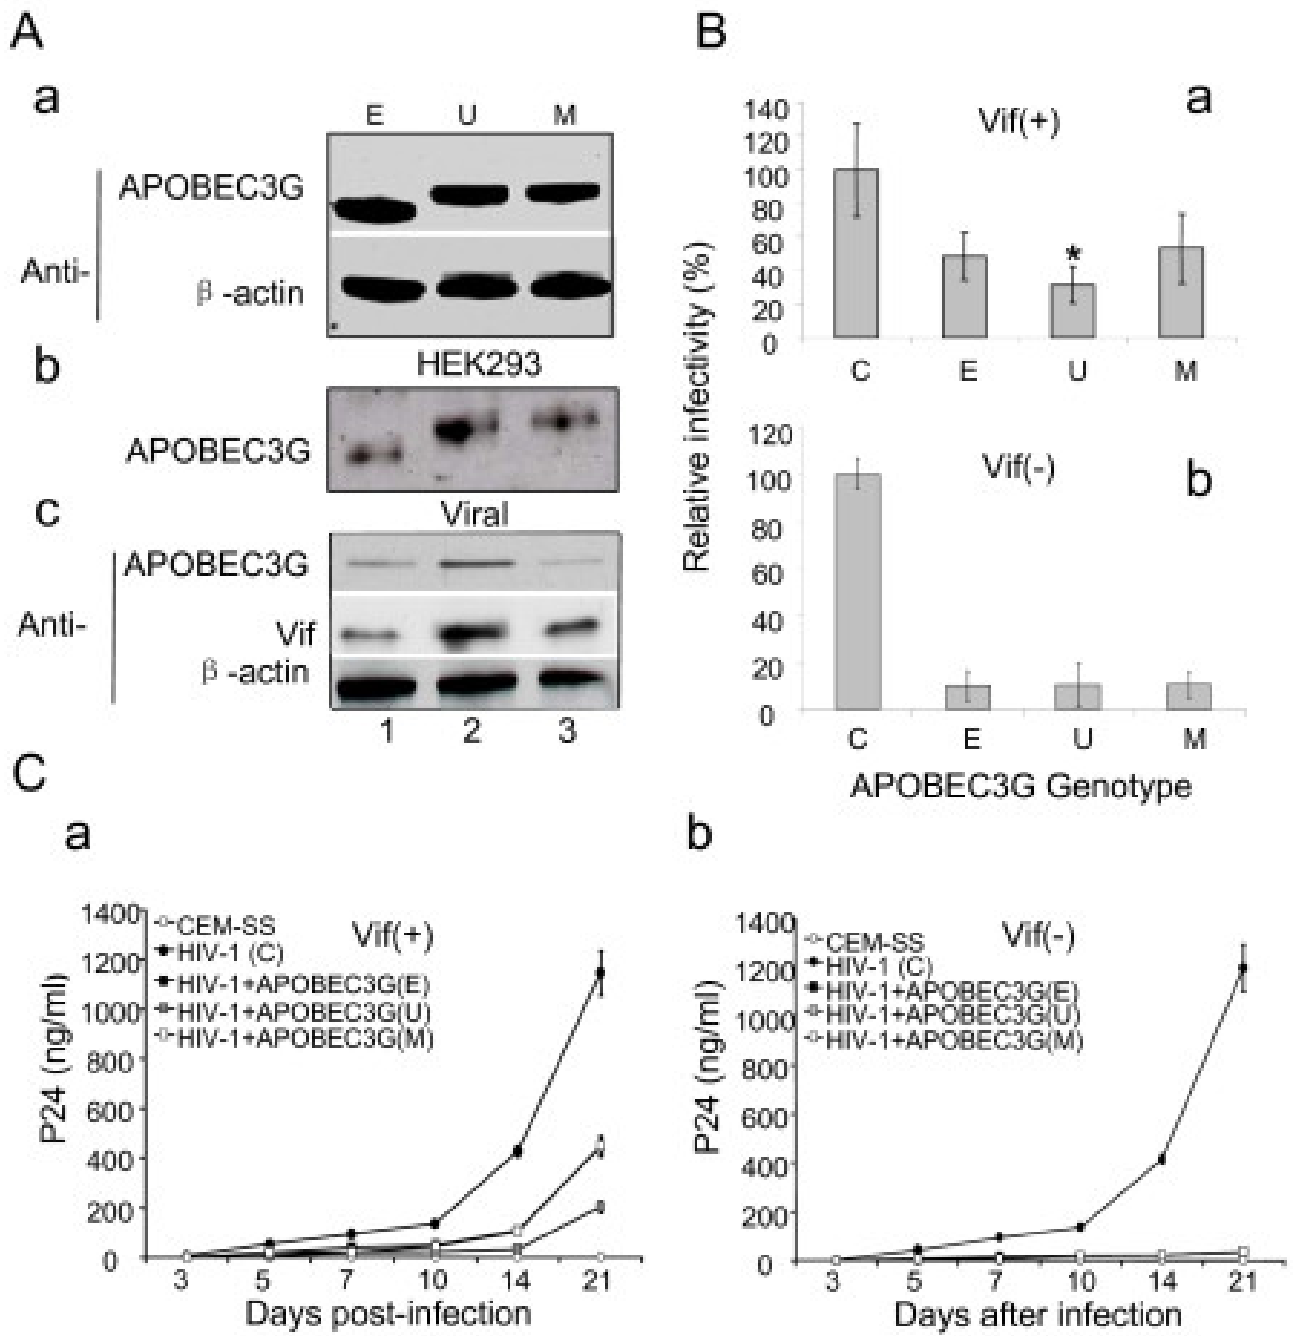 A
a
E U M
APOBEC3G
Anti-
β-actin
HEK293
b
APOBEC3G
Viral
c
APOBEC3G
Anti-
Vif
β-actin
1 2 3
B
a
Vif(+)
140
120
100
80
60
40
20
0
*
C E U M
Relative infectivity (%)
b
Vif(-)
120
100
80
60
40
20
0
C E U M
APOBEC3G Genotype
C
a
Vif(+)
CEM-SS
HIV-1 (C)
HIV-1+APOBEC3G(E)
HIV-1+APOBEC3G(U)
HIV-1+APOBEC3G(M)
P24 (ng/ml)
1400
1200
1000
800
600
400
200
0
3 5 7 10 14 21
Days post-infection
b
Vif(-)
CEM-SS
HIV-1 (C)
HIV-1+APOBEC3G(E)
HIV-1+APOBEC3G(U)
HIV-1+APOBEC3G(M)
P24 (ng/ml)
1400
1200
1000
800
600
400
200
0
3 5 7 10 14 21
Days after infection